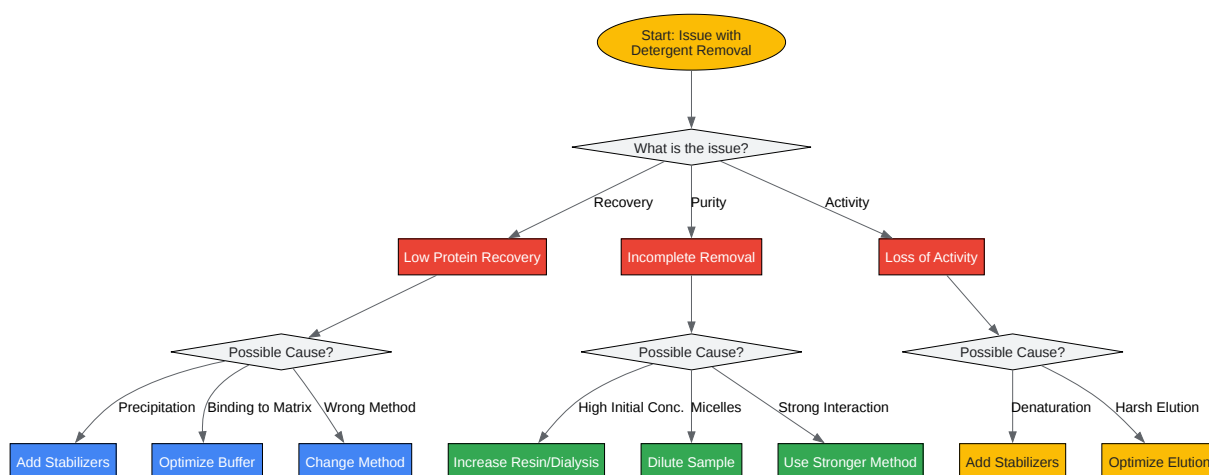 Start: Issue with
Detergent Removal
What is the issue?
Recovery
Purity
Activity
Low Protein Recovery
Incomplete Removal
Loss of Activity
Possible Cause?
Possible Cause?
Possible Cause?
Precipitation
Binding to Matrix
Wrong Method
High Initial Conc.
Micelles
Strong Interaction
Denaturation
Harsh Elution
Add Stabilizers
Optimize Buffer
Change Method
Increase Resin/Dialysis
Dilute Sample
Use Stronger Method
Add Stabilizers
Optimize Elution